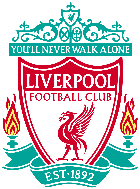 YOU'LL NEVER WALK ALONE
LIVERPOOL
FOOTBALL CLUB
EST·1892